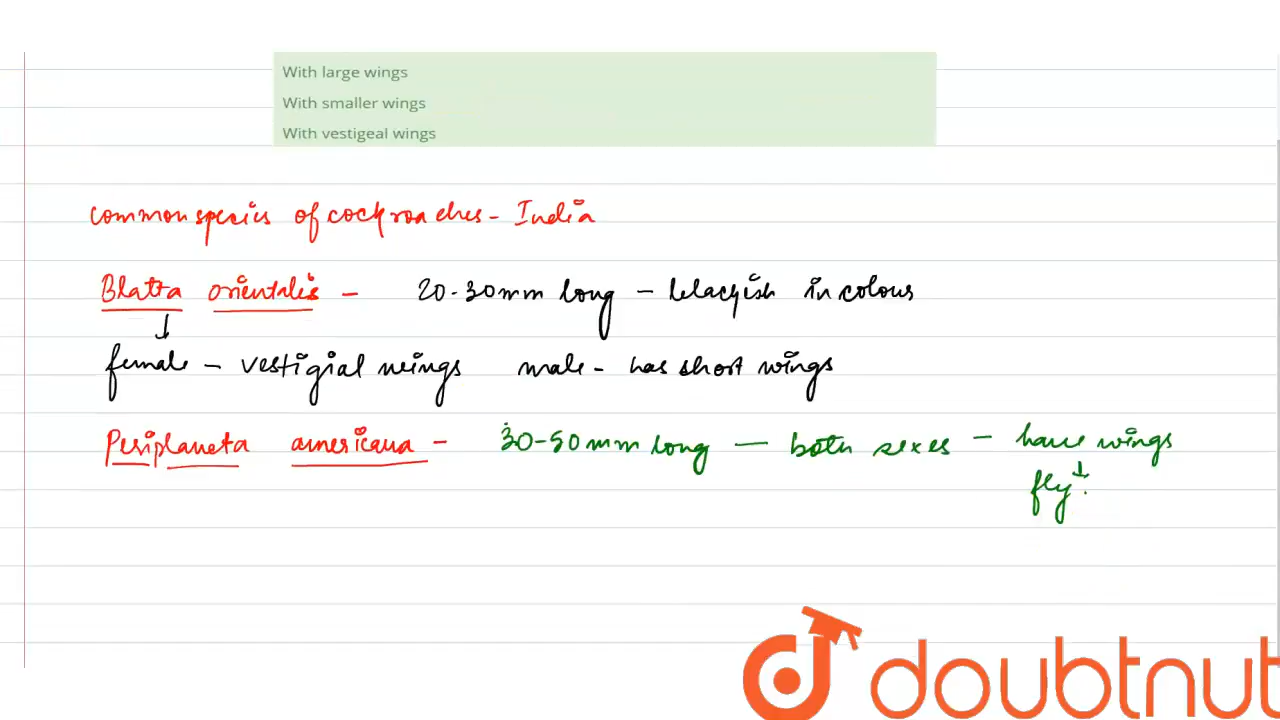 With large wings
With smaller wings
With vestigeal wings
common species of cockroaches - India
Blatta orientalis - 20-30mm long - blackish in colour
↓
female - vestigial wings male - has short wings
Periplaneta americana - 30-50mm long - both sexes - have wings
↓
fly.
doubtnut